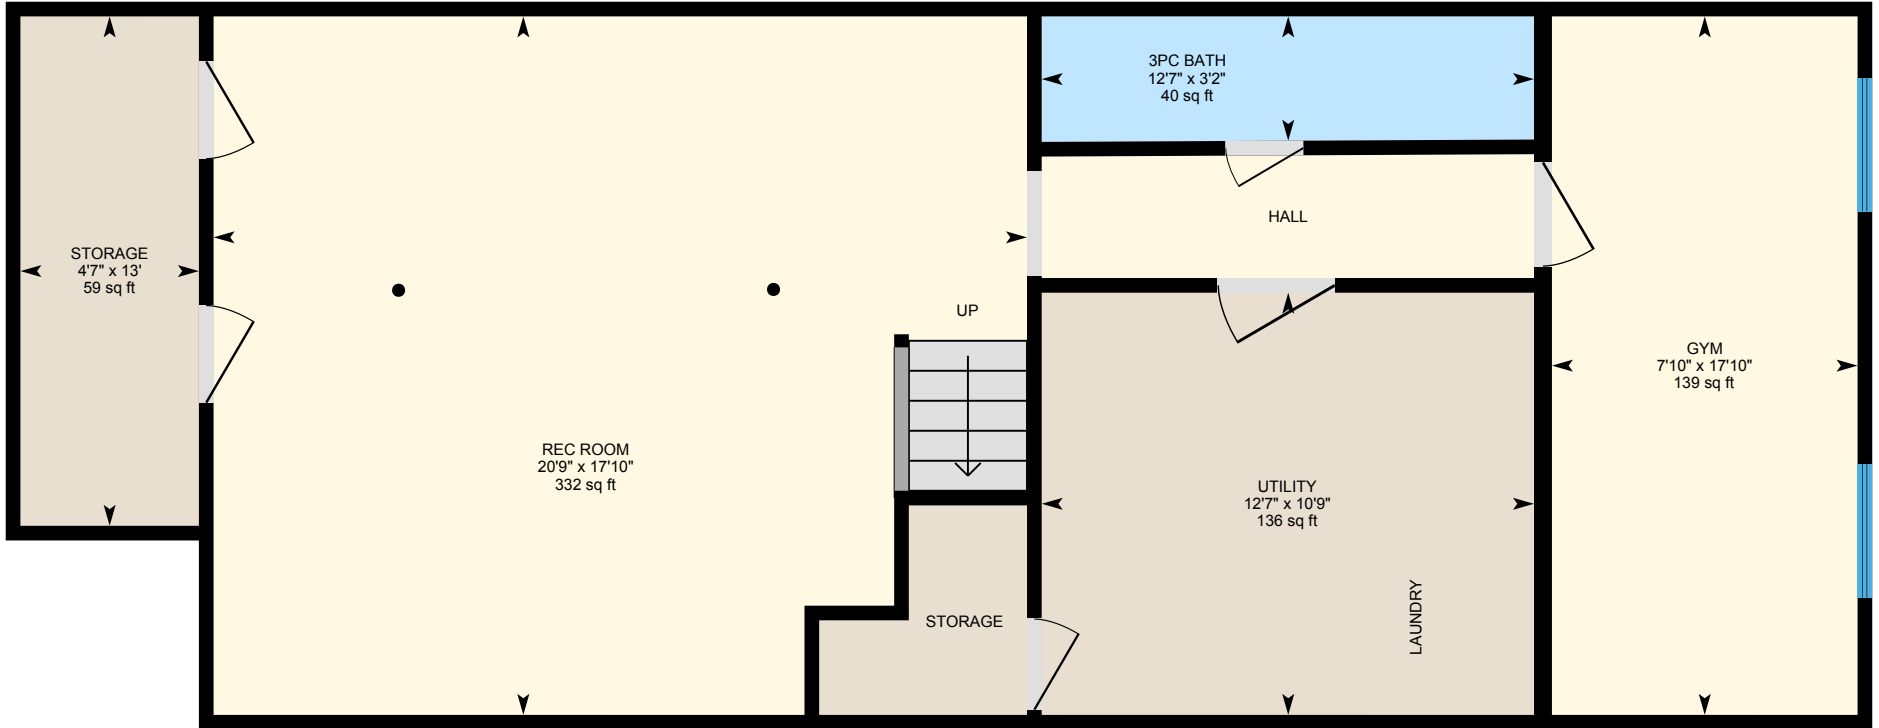 3PC BATH
12'7" x 3'2"
40 sq ft
HALL
STORAGE
4'7" x 13'
59 sq ft
UP
GYM
7'10" x 17'10"
139 sq ft
REC ROOM
20'9" x 17'10"
332 sq ft
UTILITY
12'7" x 10'9"
136 sq ft
STORAGE
LAUNDRY